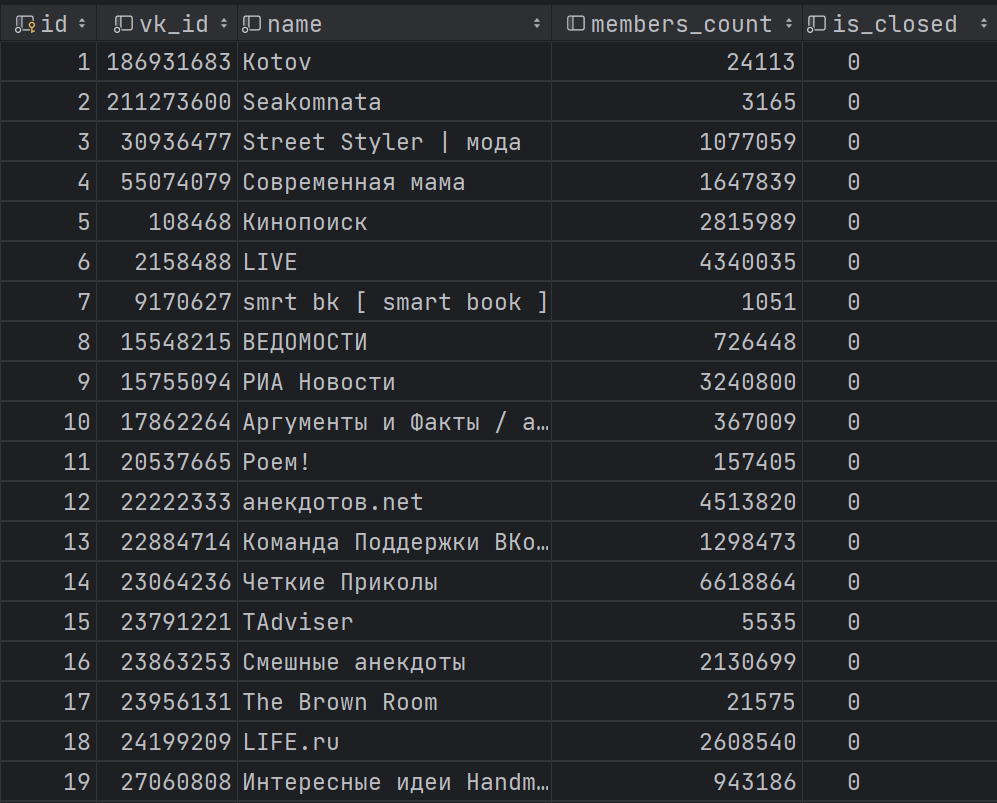 id vk_id name members_count is_closed
1 186931683 Kotov 24113 0
2 211273600 Seakomnata 3165 0
3 30936477 Street Styler | мода 1077059 0
4 55074079 Современная мама 1647839 0
5 108468 Кинопоиск 2815989 0
6 2158488 LIVE 4340035 0
7 9170627 smrt bk [ smart book ] 1051 0
8 15548215 ВЕДОМОСТИ 726448 0
9 15755094 РИА Новости 3240800 0
10 17862264 Аргументы и Факты / а… 367009 0
11 20537665 Роем! 157405 0
12 22222333 анекдотов.net 4513820 0
13 22884714 Команда Поддержки ВКо… 1298473 0
14 23064236 Четкие Приколы 6618864 0
15 23791221 TAdviser 5535 0
16 23863253 Смешные анекдоты 2130699 0
17 23956131 The Brown Room 21575 0
18 24199209 LIFE.ru 2608540 0
19 27060808 Интересные идеи Handm… 943186 0